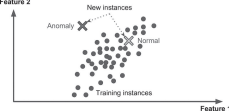 Feature 2
New instances
Anomaly
Normal
Training instances
Feature 1